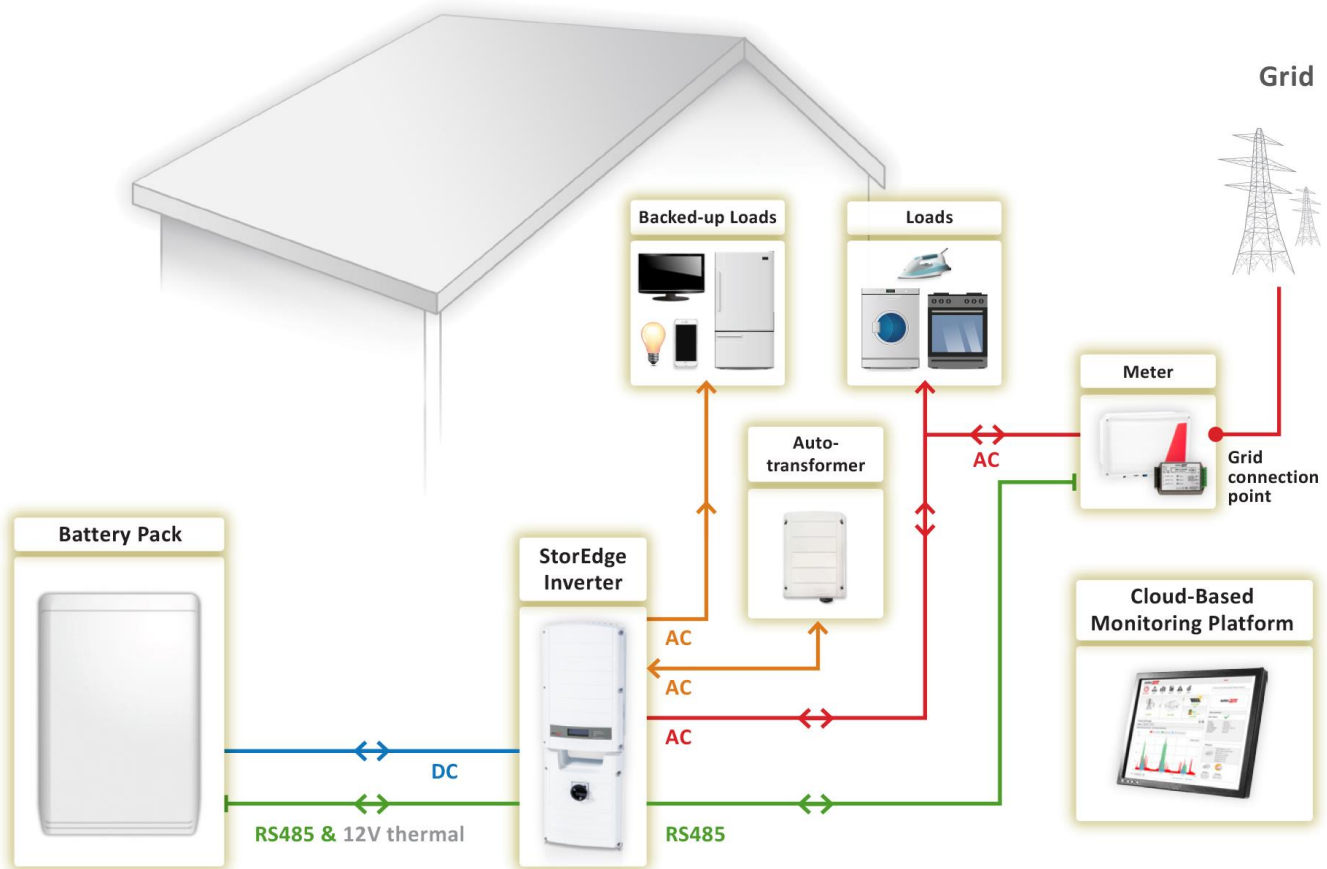 Grid
Backed-up Loads
Loads
Meter
Auto-
transformer
AC
Grid
connection
point
Battery Pack
StorEdge
Inverter
Cloud-Based
Monitoring Platform
AC
AC
AC
DC
RS485 & 12V thermal
RS485